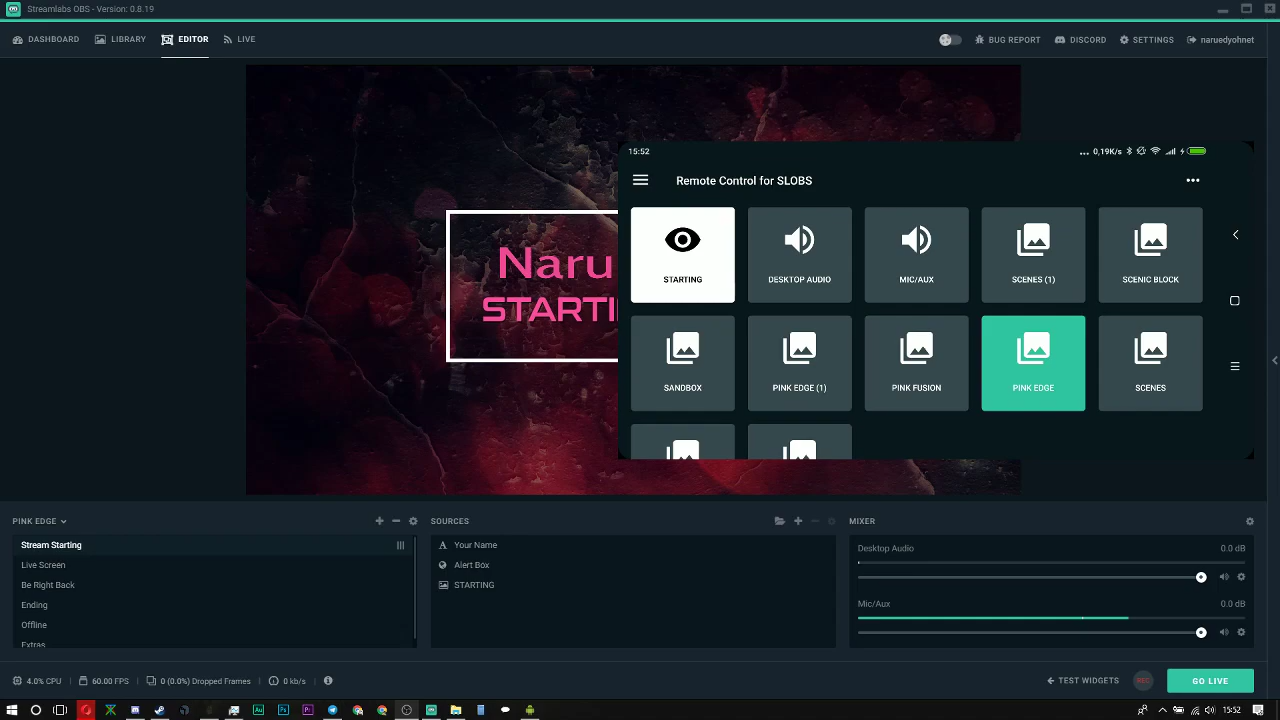 Streamlabs OBS - Version: 0.8.19
DASHBOARD
LIBRARY
EDITOR
LIVE
BUG REPORT
DISCORD
SETTINGS
naruedyohnet
Naru
STARTI
15:52
... 0,19K/s
Remote Control for SLOBS
STARTING
DESKTOP AUDIO
MIC/AUX
SCENES (1)
SCENIC BLOCK
SANDBOX
PINK EDGE (1)
PINK FUSION
PINK EDGE
SCENES
PINK EDGE
Stream Starting
Live Screen
Be Right Back
Ending
Offline
Extras
SOURCES
Your Name
Alert Box
STARTING
MIXER
Desktop Audio
0.0 dB
Mic/Aux
0.0 dB
4.0% CPU
60.00 FPS
0 (0.0%) Dropped Frames
0 kb/s
TEST WIDGETS
REC
GO LIVE
15:52